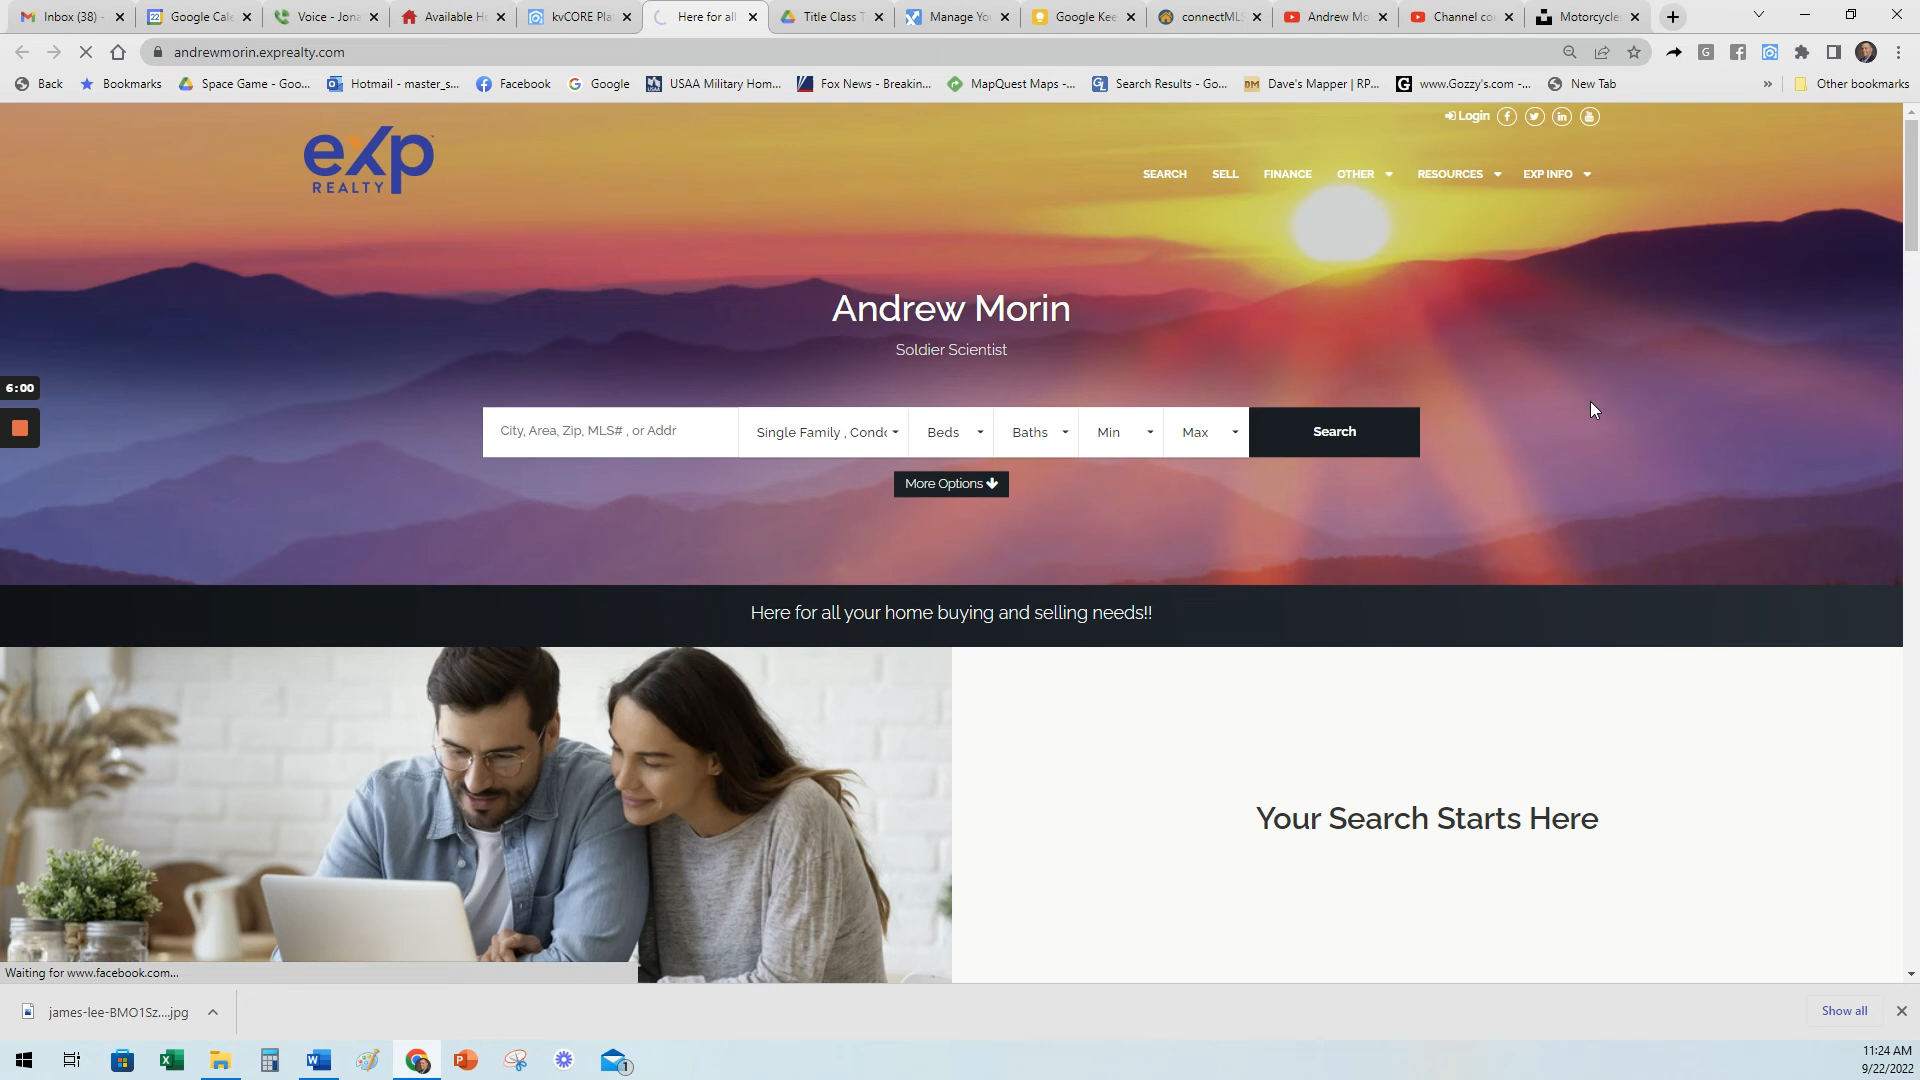 Inbox (38) -
Google Cale
Voice - Jona
Available H
kvCORE Pla
Here for all
Title Class T
Manage You
Google Kee
connectMLS
Andrew Mo
Channel co
Motorcycle
andrewmorin.exprealty.com
Back
Bookmarks
Space Game - Goo...
Hotmail - master_s...
Facebook
Google
USAA Military Hom...
Fox News - Breakin...
MapQuest Maps -...
Search Results - Go...
Dave's Mapper | RP...
www.Gozzy's.com -...
New Tab
»
Other bookmarks
Login
eXp
REALTY
SEARCH
SELL
FINANCE
OTHER
RESOURCES
EXP INFO
Andrew Morin
Soldier Scientist
6:00
City, Area, Zip, MLS# , or Addr
Single Family , Condo
Beds
Baths
Min
Max
Search
More Options
Here for all your home buying and selling needs!!
Your Search Starts Here
Waiting for www.facebook.com...
james-lee-BMO1Sz....jpg
Show all
1
11:24 AM
9/22/2022